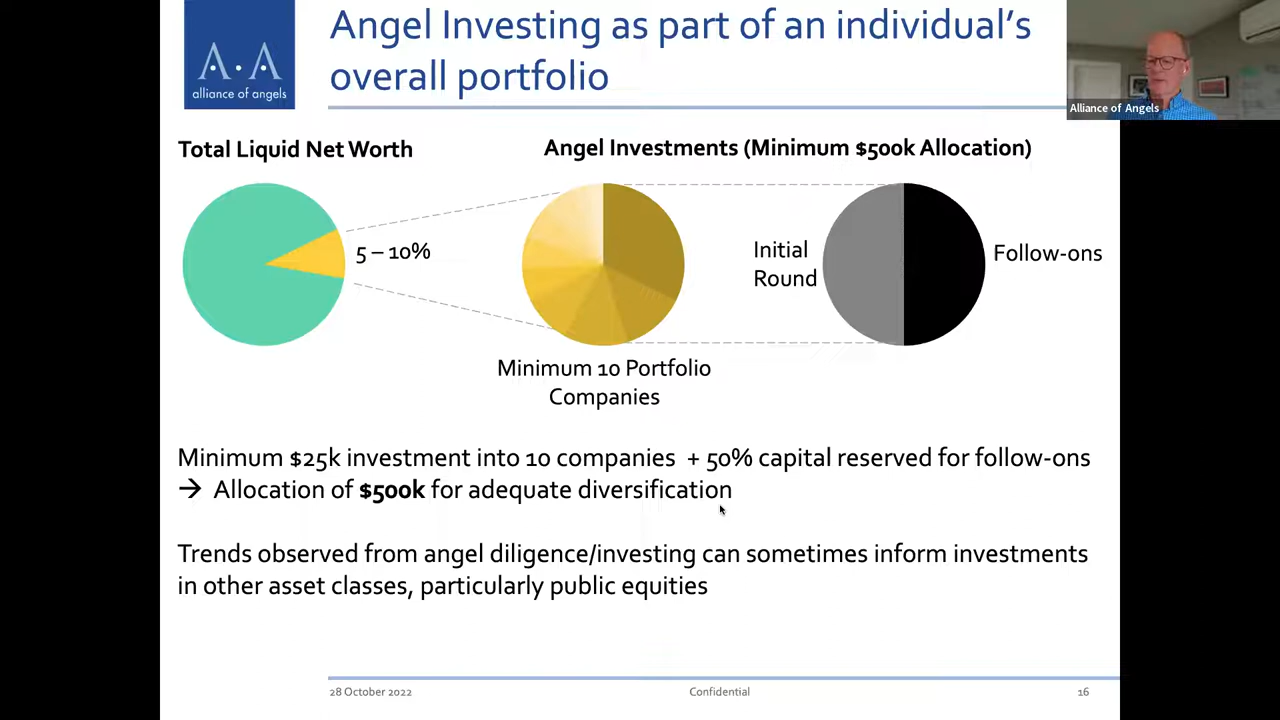 Angel Investing as part of an individual's
overall portfolio
A . A
alliance of angels
Alliance of Angels
Total Liquid Net Worth
Angel Investments (Minimum $500k Allocation)
5 – 10%
Initial
Round
Follow-ons
Minimum 10 Portfolio
Companies
Minimum $25k investment into 10 companies + 50% capital reserved for follow-ons
→ Allocation of $500k for adequate diversification
Trends observed from angel diligence/investing can sometimes inform investments
in other asset classes, particularly public equities
28 October 2022
Confidential
16